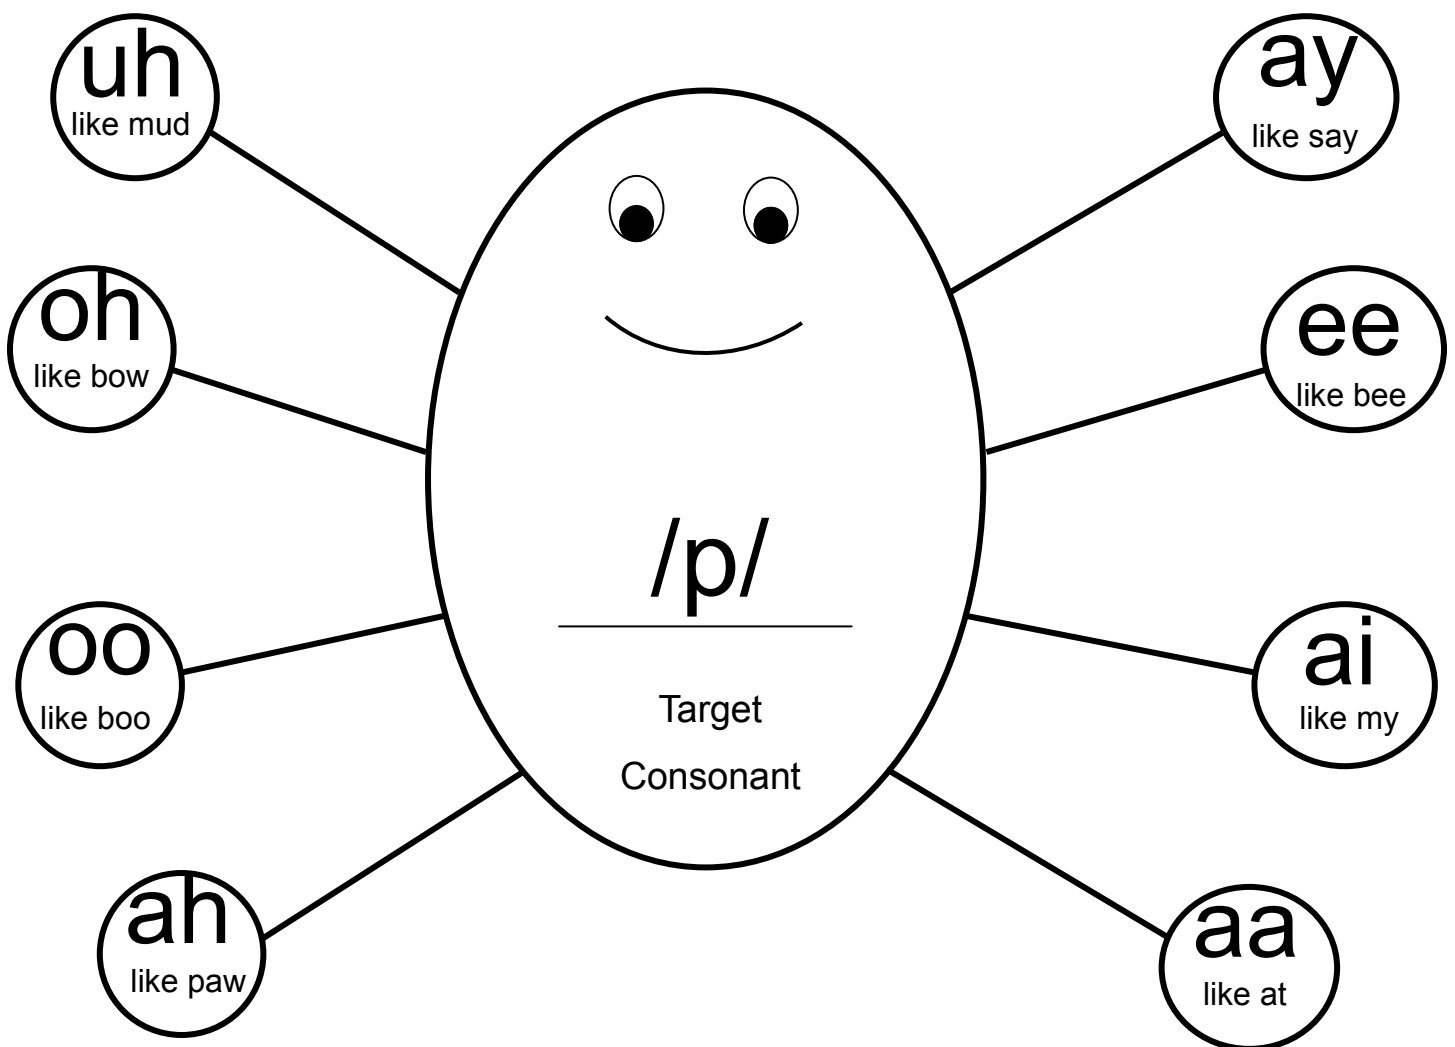 uh
like mud
ay
like say
oh
like bow
ee
like bee
/p/
Target
Consonant
oo
like boo
ai
like my
ah
like paw
aa
like at